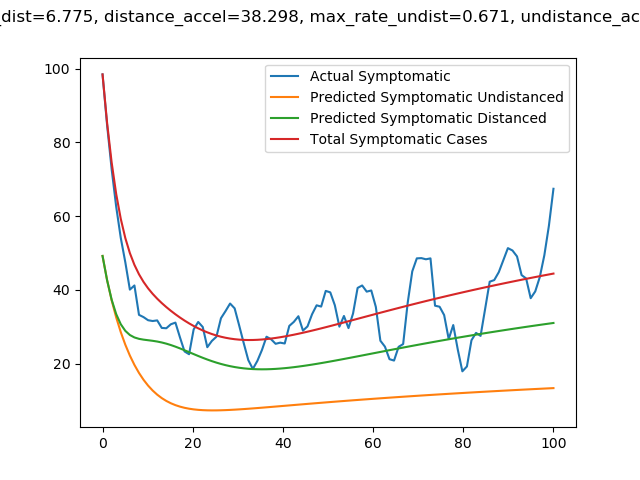 _dist=6.775, distance_accel=38.298, max_rate_undist=0.671, undistance_ac
100
80
60
40
20
0 20 40 60 80 100
Actual Symptomatic
Predicted Symptomatic Undistanced
Predicted Symptomatic Distanced
Total Symptomatic Cases